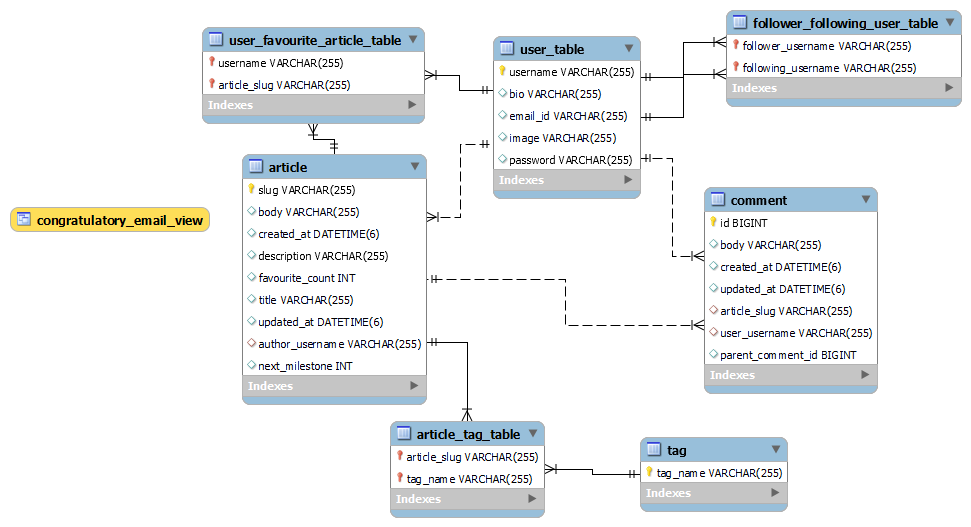 user_favourite_article_table
username VARCHAR(255)
article_slug VARCHAR(255)
Indexes
user_table
username VARCHAR(255)
bio VARCHAR(255)
email_id VARCHAR(255)
image VARCHAR(255)
password VARCHAR(255)
Indexes
follower_following_user_table
follower_username VARCHAR(255)
following_username VARCHAR(255)
Indexes
congratulatory_email_view
article
slug VARCHAR(255)
body VARCHAR(255)
created_at DATETIME(6)
description VARCHAR(255)
favourite_count INT
title VARCHAR(255)
updated_at DATETIME(6)
author_username VARCHAR(255)
next_milestone INT
Indexes
comment
id BIGINT
body VARCHAR(255)
created_at DATETIME(6)
updated_at DATETIME(6)
article_slug VARCHAR(255)
user_username VARCHAR(255)
parent_comment_id BIGINT
Indexes
article_tag_table
article_slug VARCHAR(255)
tag_name VARCHAR(255)
Indexes
tag
tag_name VARCHAR(255)
Indexes